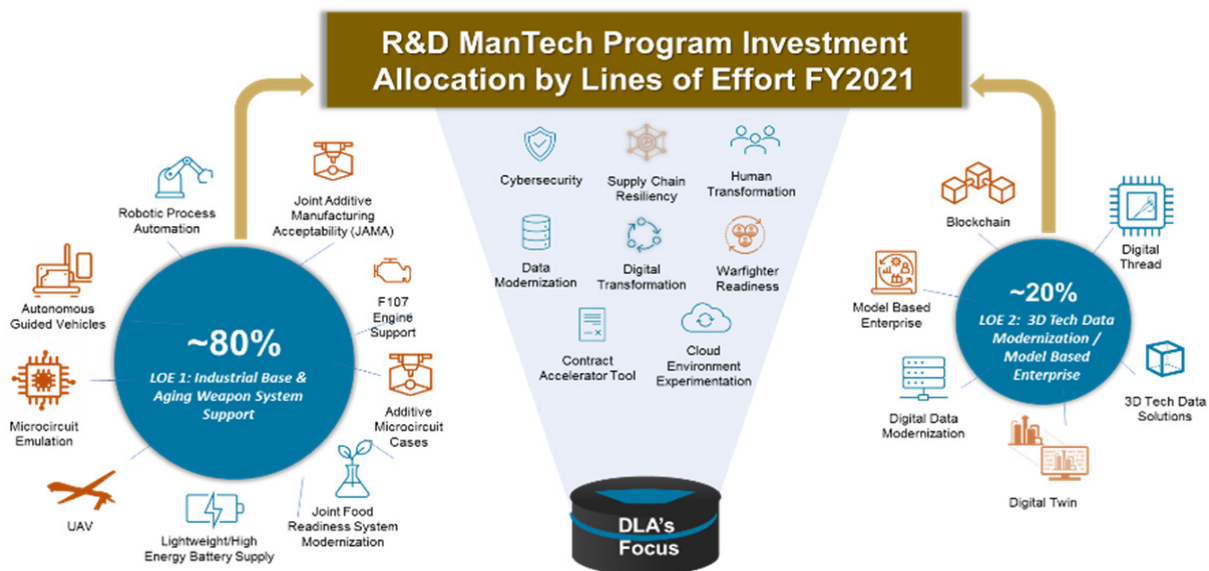 R&D ManTech Program Investment
Allocation by Lines of Effort FY2021
Robotic Process
Automation
Joint Additive
Manufacturing
Acceptability (JAMA)
Autonomous
Guided Vehicles
F107
Engine
Support
~80%
LOE 1: Industrial Base &
Aging Weapon System
Support
Microcircuit
Emulation
Additive
Microcircuit
Cases
UAV
Lightweight/High
Energy Battery Supply
Joint Food
Readiness System
Modernization
Cybersecurity
Supply Chain
Resiliency
Human
Transformation
Data
Modernization
Digital
Transformation
Warfighter
Readiness
Contract
Accelerator Tool
Cloud
Environment
Experimentation
DLA's
Focus
Blockchain
Digital
Thread
Model Based
Enterprise
~20%
LOE 2: 3D Tech Data
Modernization /
Model Based
Enterprise
Digital Data
Modernization
3D Tech Data
Solutions
Digital Twin